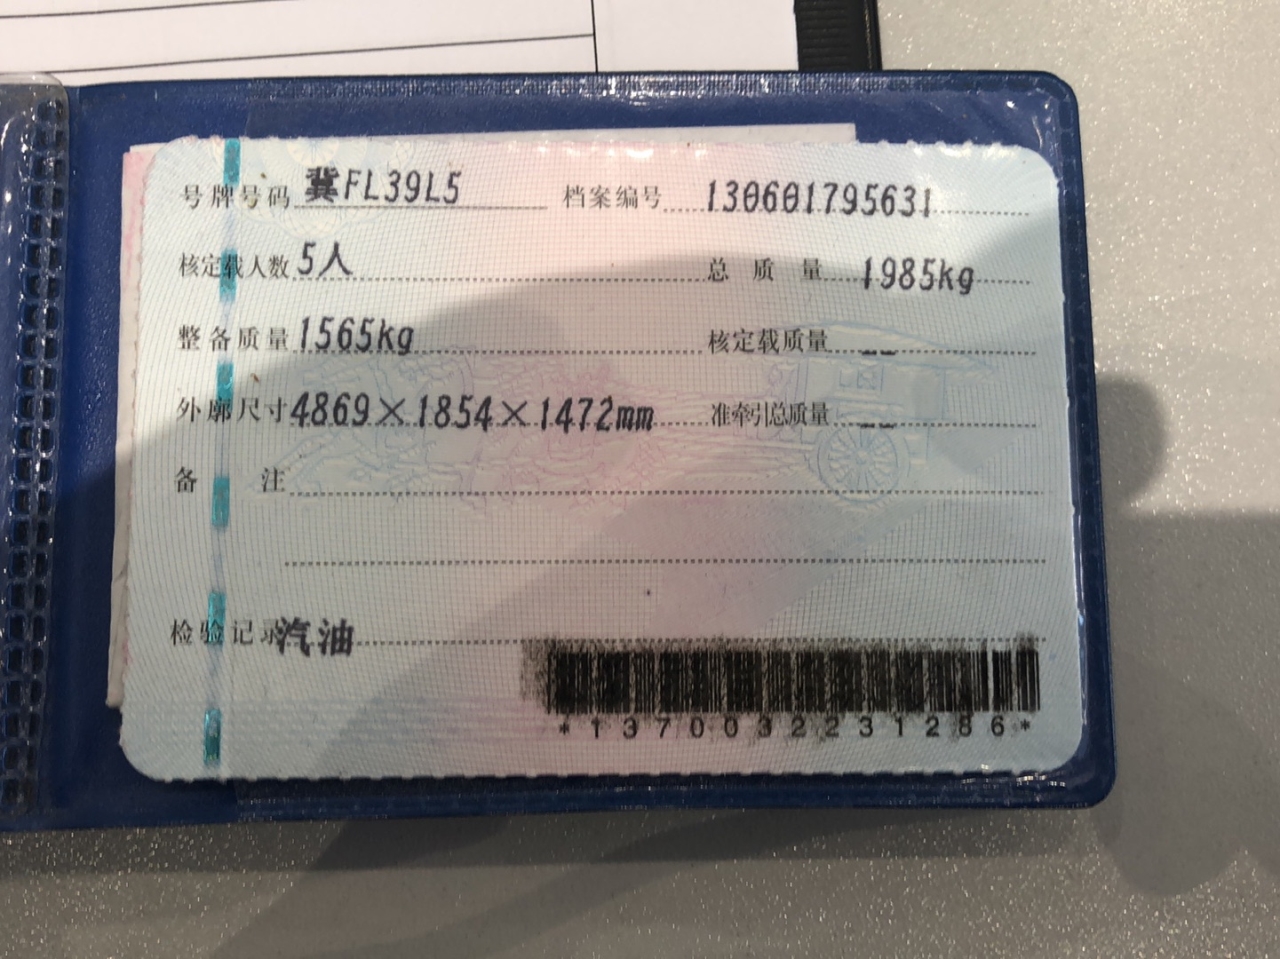 号牌号码 冀FL39L5 档案编号 130601795631
核定载人数 5人 总质量 1985kg
整备质量 1565kg 核定载质量 --
外廓尺寸 4869×1854×1472mm 准牵引总质量 --
备注
检验记录 汽油
*1370032231286*